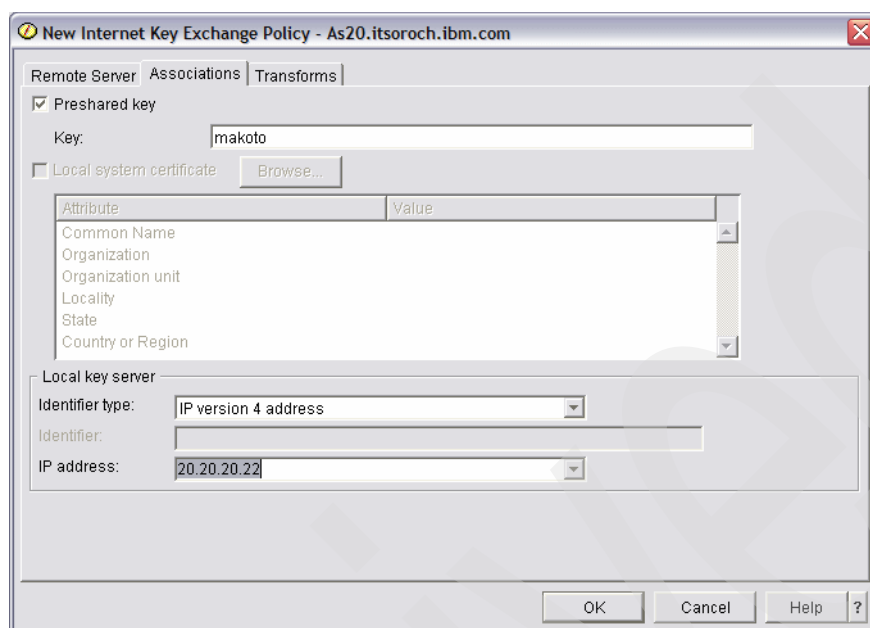 New Internet Key Exchange Policy - As20.itsoroch.ibm.com
Remote Server Associations Transforms
Preshared key
Key: makoto
Local system certificate Browse...
Attribute Value
Common Name
Organization
Organization unit
Locality
State
Country or Region
Local key server
Identifier type: IP version 4 address
Identifier:
IP address: 20.20.20.22
OK Cancel Help ?